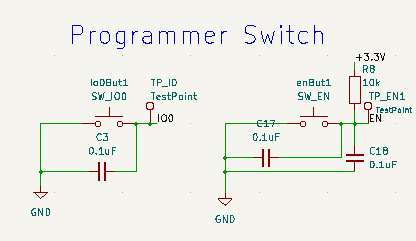 Programmer Switch
IoDBut1
SW_IO0
TP_IO
TestPoint
IO0
C3
0.1uF
GND
enBut1
SW_EN
+3.3V
R8
10k
TP_EN1
TestPoint
EN
C17
0.1uF
C18
0.1uF
GND